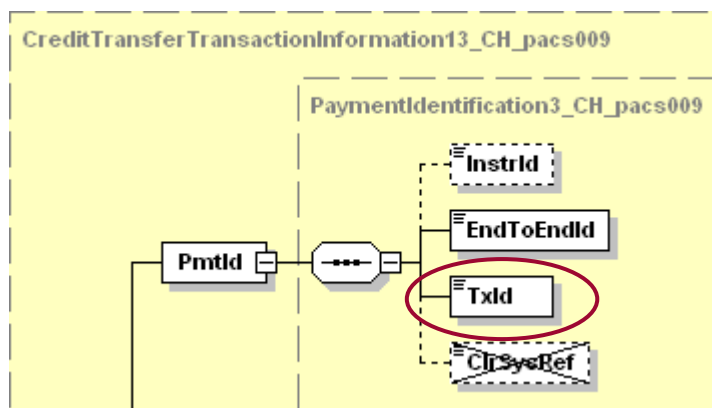 CreditTransferTransactionInformation13_CH_pacs009
PaymentIdentification3_CH_pacs009
InstrId
EndToEndId
PmtId
TxId
ClrSysRef